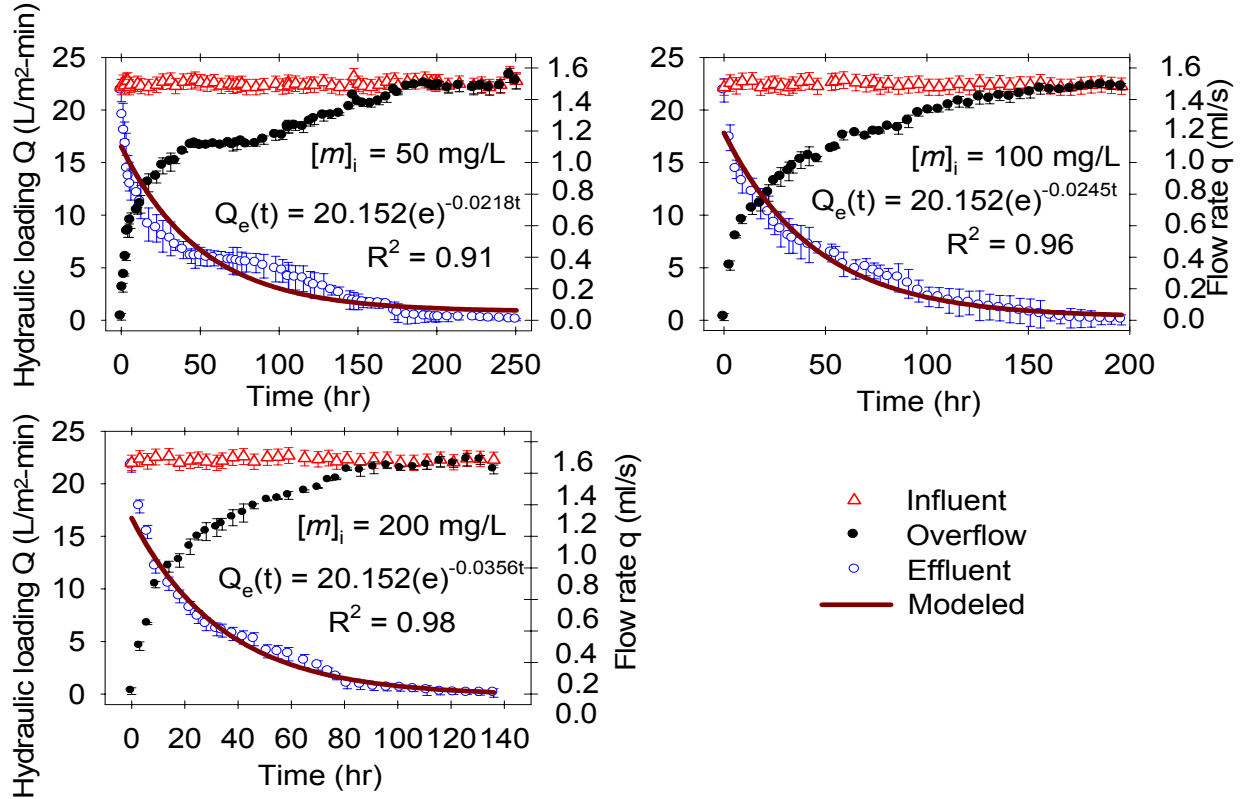 Hydraulic loading Q (L/m²-min)
25
20
15
10
5
0
[m]i = 50 mg/L
Qe(t) = 20.152(e)-0.0218t
R² = 0.91
1.6
1.4
1.2
1.0
0.8
0.6
0.4
0.2
0.0
0 50 100 150 200 250
Time (hr)
25
20
15
10
5
0
[m]i = 100 mg/L
Qe(t) = 20.152(e)-0.0245t
R² = 0.96
1.6
1.4
1.2
1.0
0.8
0.6
0.4
0.2
0.0
Flow rate q (ml/s)
0 50 100 150 200
Time (hr)
Hydraulic loading Q (L/m²-min)
25
20
15
10
5
0
[m]i = 200 mg/L
Qe(t) = 20.152(e)-0.0356t
R² = 0.98
1.6
1.4
1.2
1.0
0.8
0.6
0.4
0.2
0.0
Flow rate q (ml/s)
0 20 40 60 80 100 120 140
Time (hr)
Influent
Overflow
Effluent
Modeled